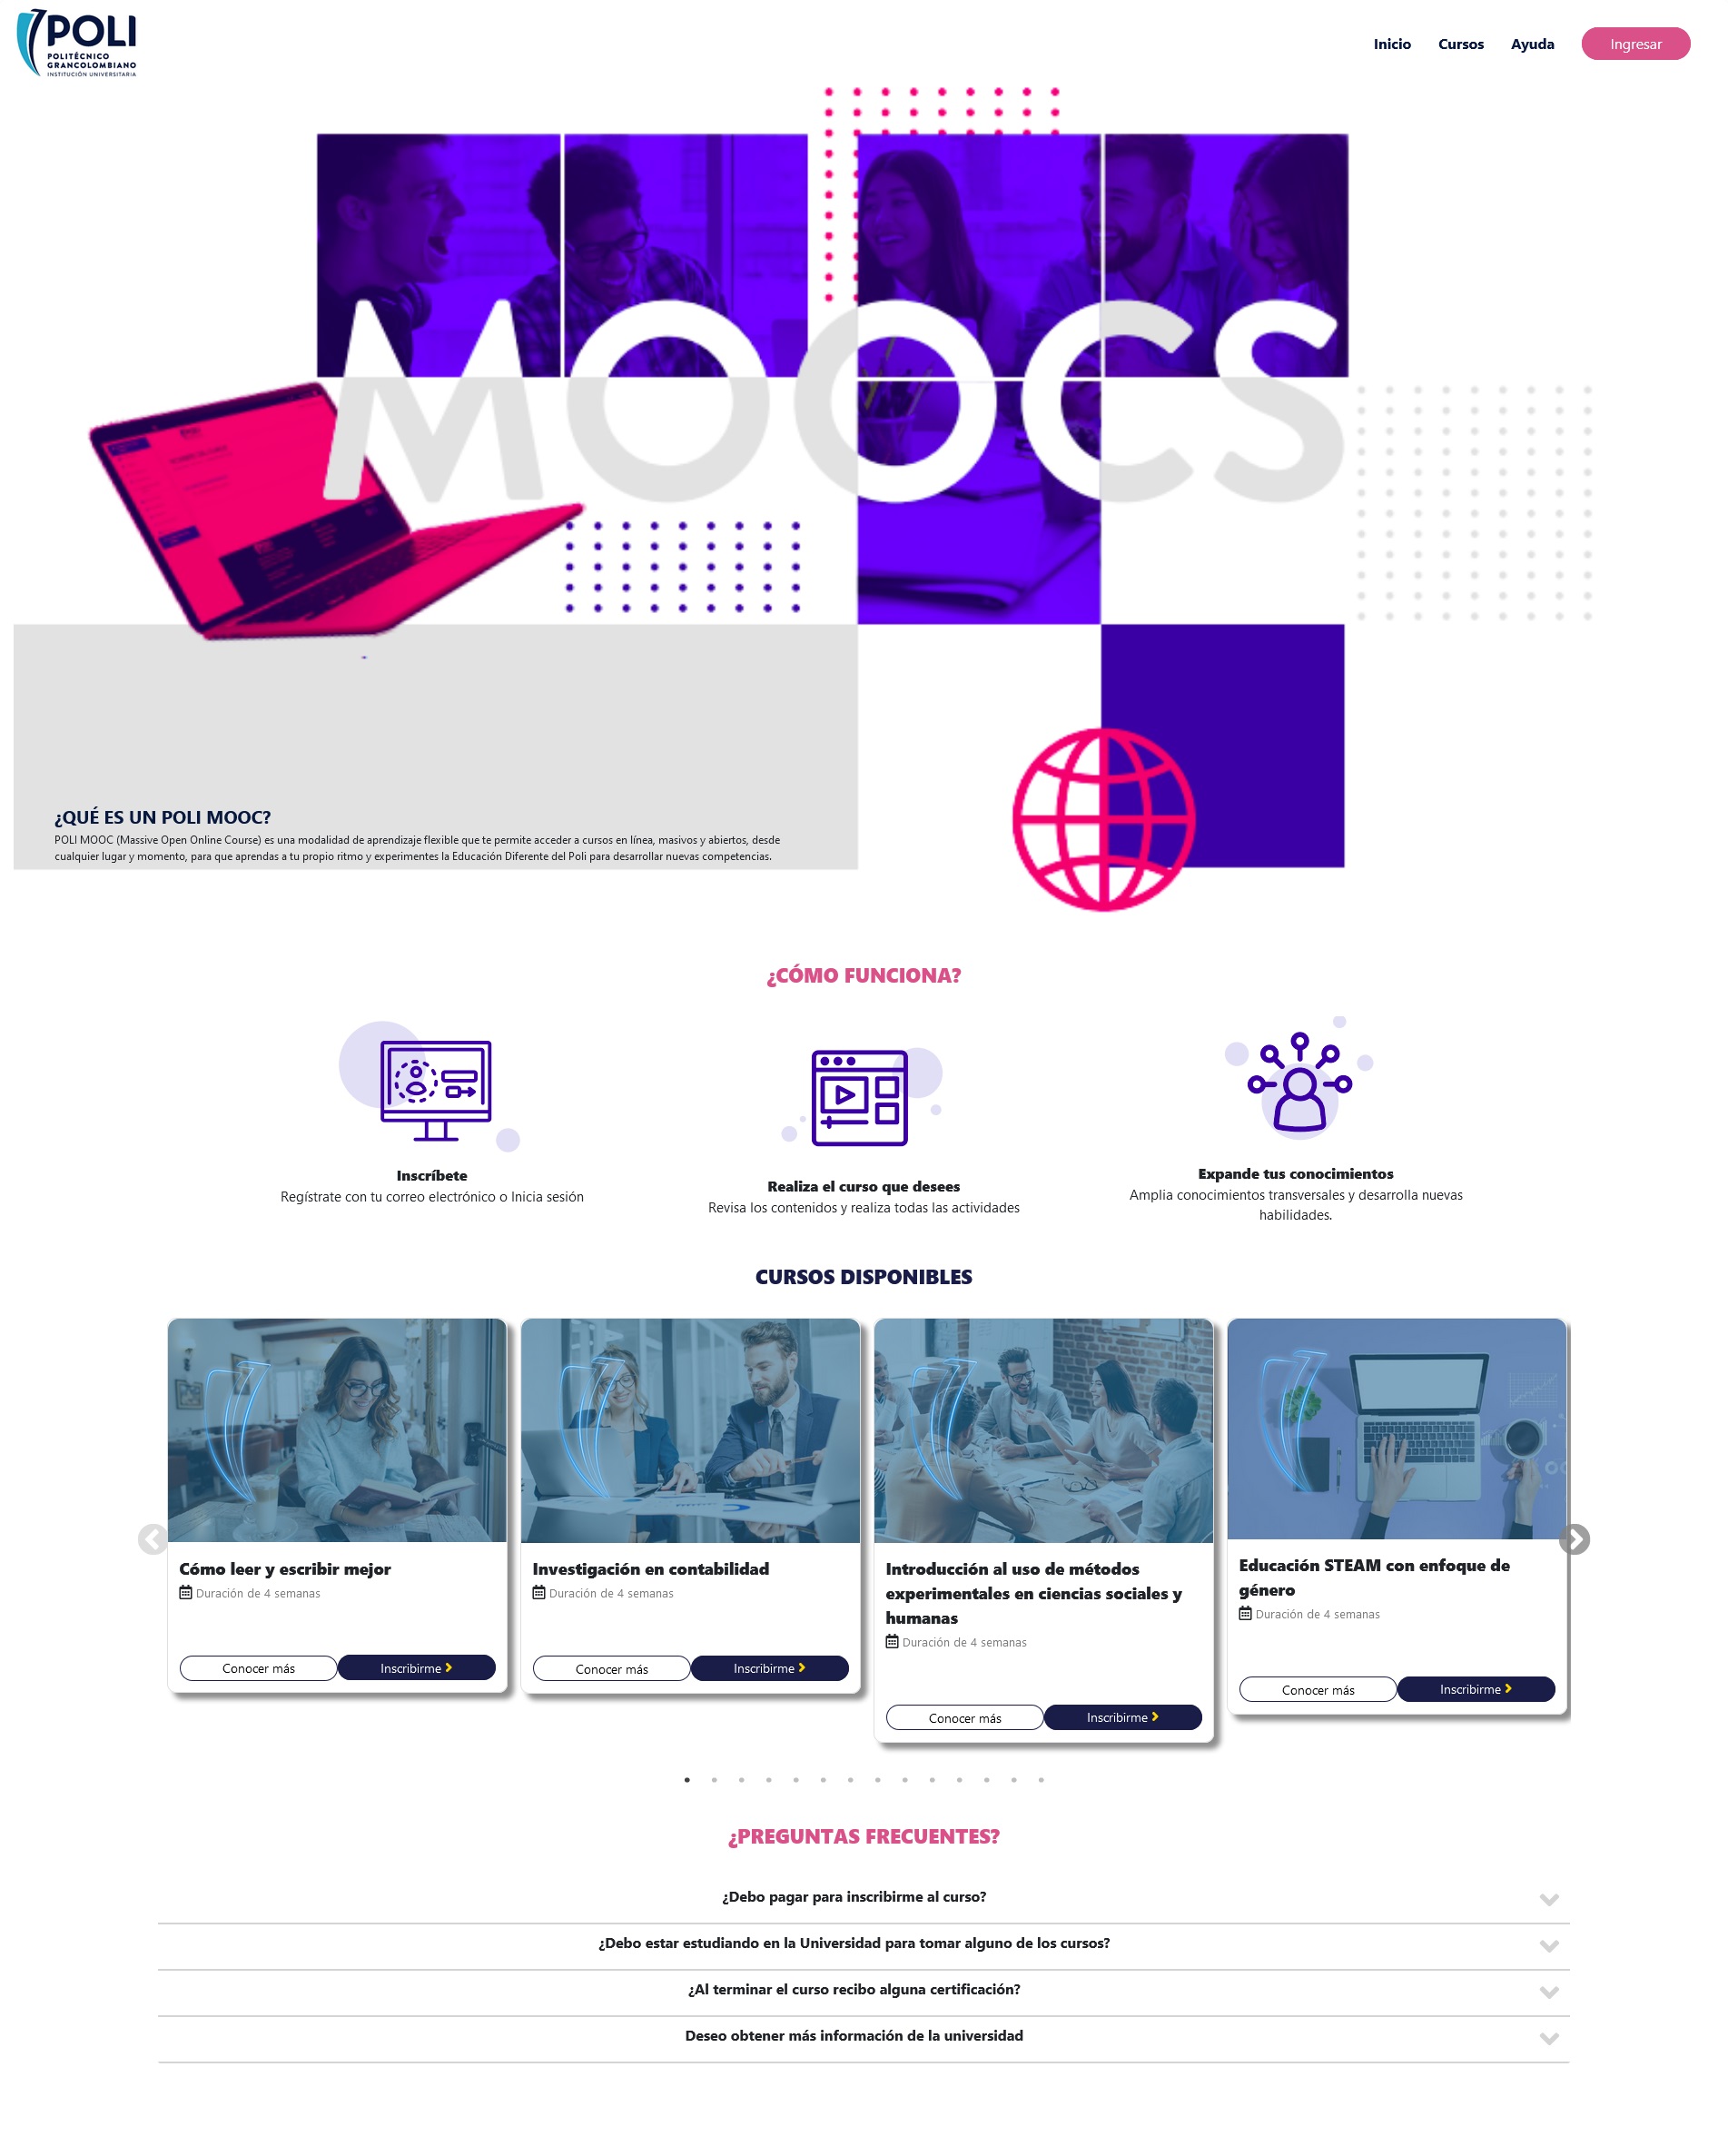 POLI
POLITÉCNICO
GRANCOLOMBIANO
INSTITUCIÓN UNIVERSITARIA
Inicio
Cursos
Ayuda
Ingresar
MOOCS
¿QUÉ ES UN POLI MOOC?
POLI MOOC (Massive Open Online Course) es una modalidad de aprendizaje flexible que te permite acceder a cursos en línea, masivos y abiertos, desde
cualquier lugar y momento, para que aprendas a tu propio ritmo y experimentes la Educación Diferente del Poli para desarrollar nuevas competencias.
¿CÓMO FUNCIONA?
Inscríbete
Regístrate con tu correo electrónico o Inicia sesión
Realiza el curso que desees
Revisa los contenidos y realiza todas las actividades
Expande tus conocimientos
Amplia conocimientos transversales y desarrolla nuevas
habilidades.
CURSOS DISPONIBLES
Cómo leer y escribir mejor
Duración de 4 semanas
Conocer más
Inscribirme
Investigación en contabilidad
Duración de 4 semanas
Conocer más
Inscribirme
Introducción al uso de métodos
experimentales en ciencias sociales y
humanas
Duración de 4 semanas
Conocer más
Inscribirme
Educación STEAM con enfoque de
género
Duración de 4 semanas
Conocer más
Inscribirme
¿PREGUNTAS FRECUENTES?
¿Debo pagar para inscribirme al curso?
¿Debo estar estudiando en la Universidad para tomar alguno de los cursos?
¿Al terminar el curso recibo alguna certificación?
Deseo obtener más información de la universidad